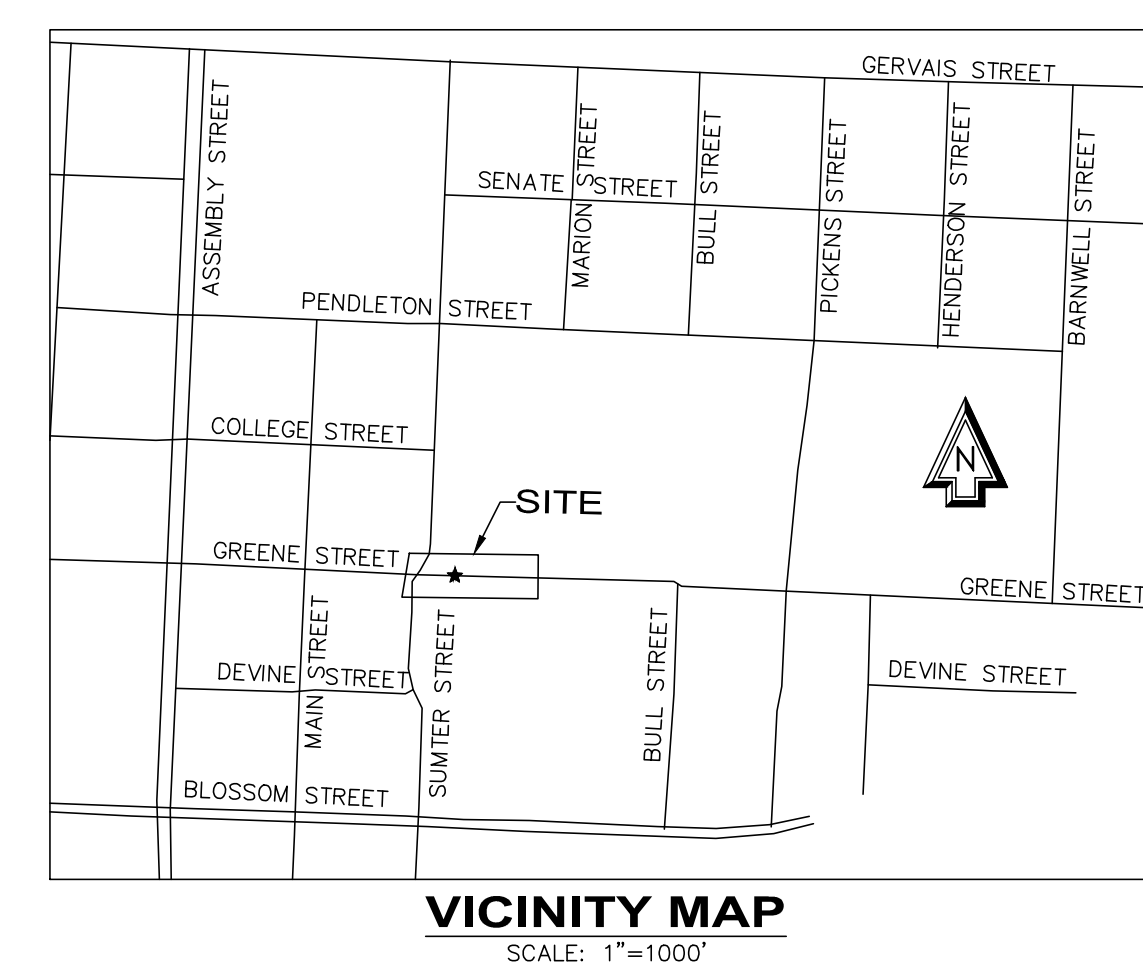 GERVAIS STREET
ASSEMBLY STREET
MARION STREET
BULL STREET
PICKENS STREET
HENDERSON STREET
BARNWELL STREET
SENATE STREET
PENDLETON STREET
COLLEGE STREET
N
SITE
GREENE STREET
GREENE STREET
MAIN STREET
SUMTER STREET
BULL STREET
DEVINE STREET
DEVINE STREET
BLOSSOM STREET
VICINITY MAP
SCALE: 1"=1000'